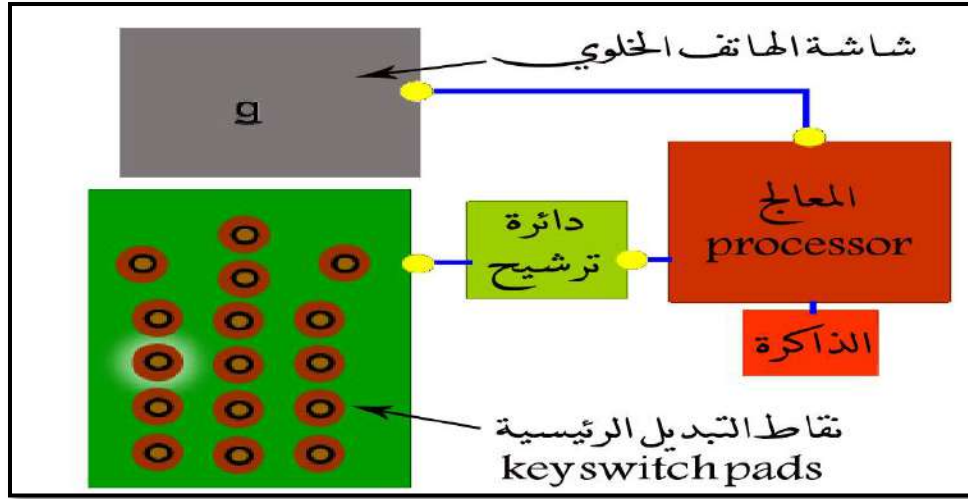 شاشة الهاتف الخلوي
g
المعالج
processor
دائرة
ترشيح
الذاكرة
نقاط التبديل الرئيسية
key switch pads